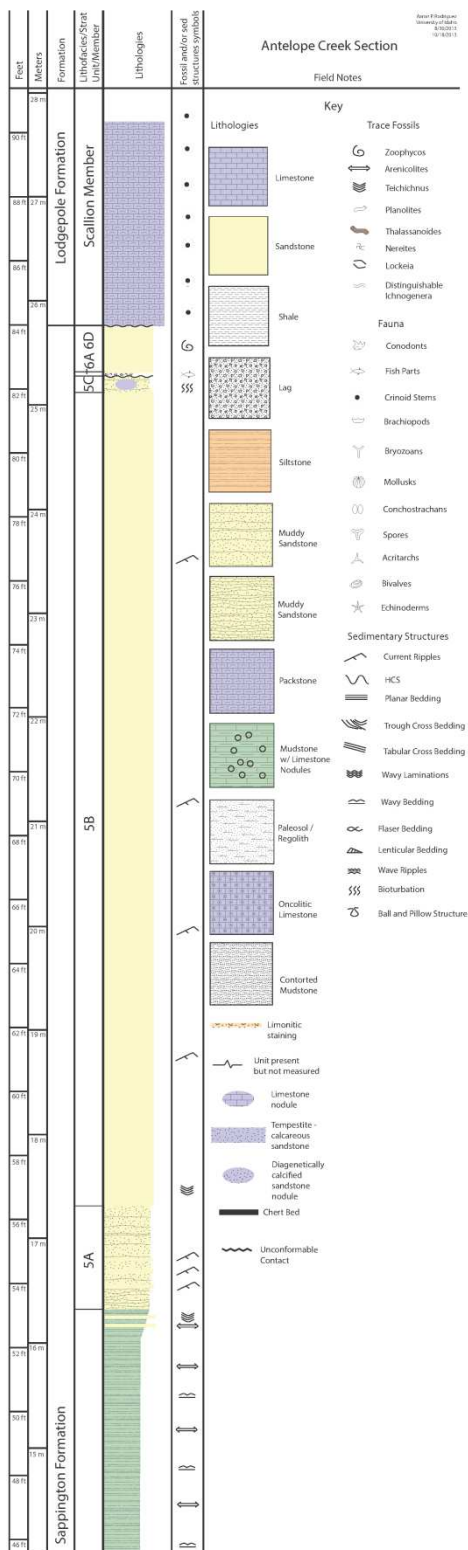 Aaron P. Rodriguez
University of Idaho
Antelope Creek Section
Field Notes
Feet
Meters
Formation
Lithofacies/Strat
Unit/Member
Lithologies
Fossil and/or sed
structures symbols
28 m
90 ft
88 ft
27 m
86 ft
26 m
84 ft
82 ft
25 m
80 ft
24 m
78 ft
76 ft
23 m
74 ft
72 ft
22 m
70 ft
21 m
68 ft
66 ft
20 m
64 ft
62 ft
19 m
60 ft
18 m
58 ft
56 ft
17 m
54 ft
16 m
52 ft
50 ft
15 m
48 ft
46 ft
Lodgepole Formation
Sappington Formation
Scallion Member
6D
6A
5C
5B
5A
Key
Lithologies
Limestone
Sandstone
Shale
Lag
Siltstone
Muddy
Sandstone
Muddy
Sandstone
Packstone
Mudstone
w/ Limestone
Nodules
Paleosol /
Regolith
Oncolitic
Limestone
Contorted
Mudstone
Limonitic
staining
Unit present
but not measured
Limestone
nodule
Tempestite -
calcareous
sandstone
Diagenetically
calcified
sandstone
nodule
Chert Bed
Unconformable
Contact
Trace Fossils
Zoophycos
Arenicolites
Teichichnus
Planolites
Thalassanoides
Nereites
Lockeia
Distinguishable
Ichnogenera
Fauna
Conodonts
Fish Parts
Crinoid Stems
Brachiopods
Bryozoans
Mollusks
Conchostrachans
Spores
Acritarchs
Bivalves
Echinoderms
Sedimentary Structures
Current Ripples
HCS
Planar Bedding
Trough Cross Bedding
Tabular Cross Bedding
Wavy Laminations
Wavy Bedding
Flaser Bedding
Lenticular Bedding
Wave Ripples
Bioturbation
Ball and Pillow Structure